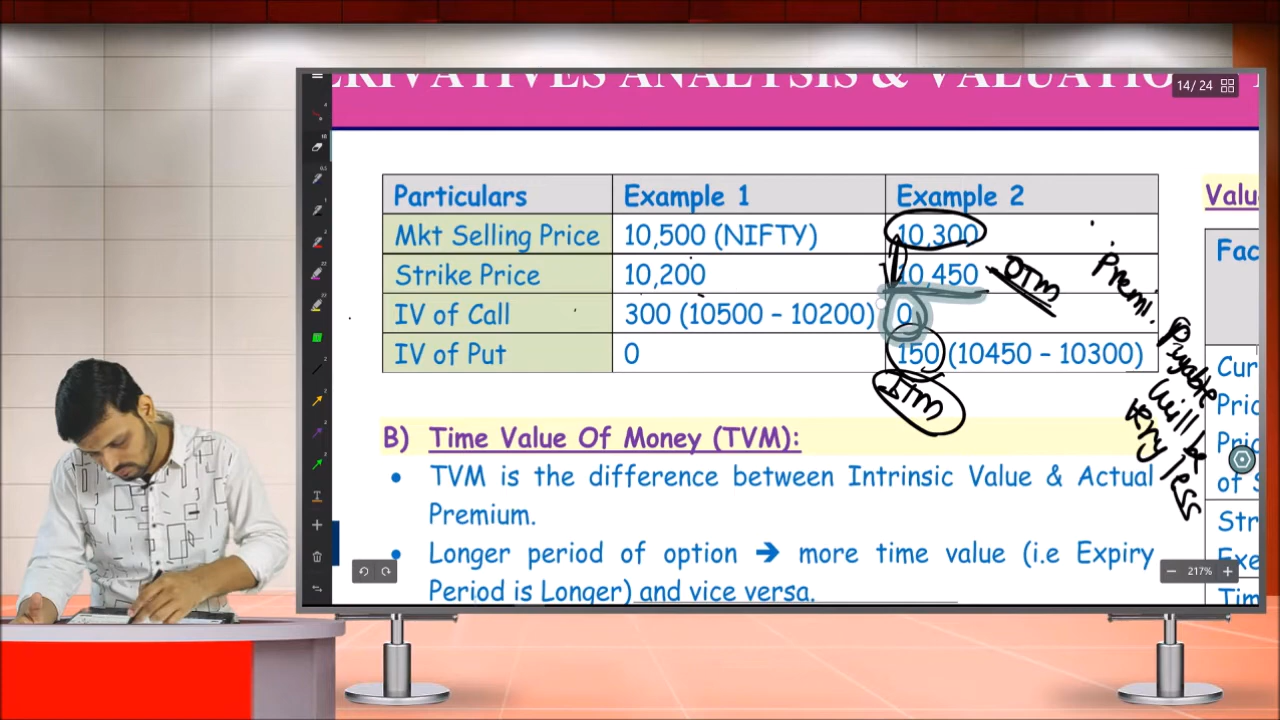 ERIVATIVES ANALYSIS & VALUATION
14/ 24
Particulars Example 1 Example 2
Mkt Selling Price 10,500 (NIFTY) 10,300
Strike Price 10,200 10,450
IV of Call 300 (10500 – 10200) 0
IV of Put 0 150 (10450 – 10300)
OTM
ITM
Premi.
Payable
will be
very less
B) Time Value Of Money (TVM):
• TVM is the difference between Intrinsic Value & Actual
Premium.
• Longer period of option ➔ more time value (i.e Expiry
Period is Longer) and vice versa.
Valu
Fac
Cur
Pric
Pri
of S
Str
Exe
Tim
217%